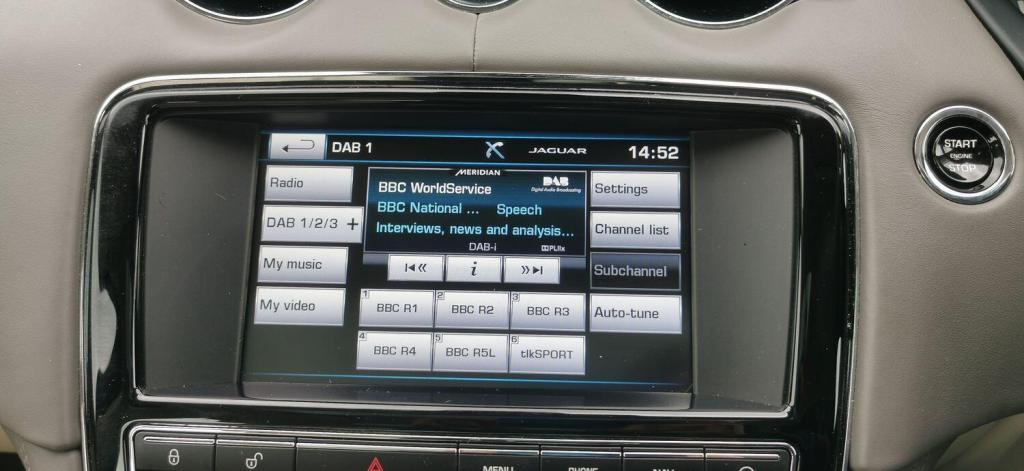 DAB 1 JAGUAR 14:52
Radio
DAB 1/2/3 +
My music
My video
MERIDIAN
BBC WorldService DAB
Digital Audio Broadcasting
BBC National ... Speech
Interviews, news and analysis...
DAB-i PLIIx
i
1 BBC R1 2 BBC R2 3 BBC R3
4 BBC R4 5 BBC R5L 6 tlkSPORT
Settings
Channel list
Subchannel
Auto-tune
START
ENGINE
STOP
MENU PHONE NAV